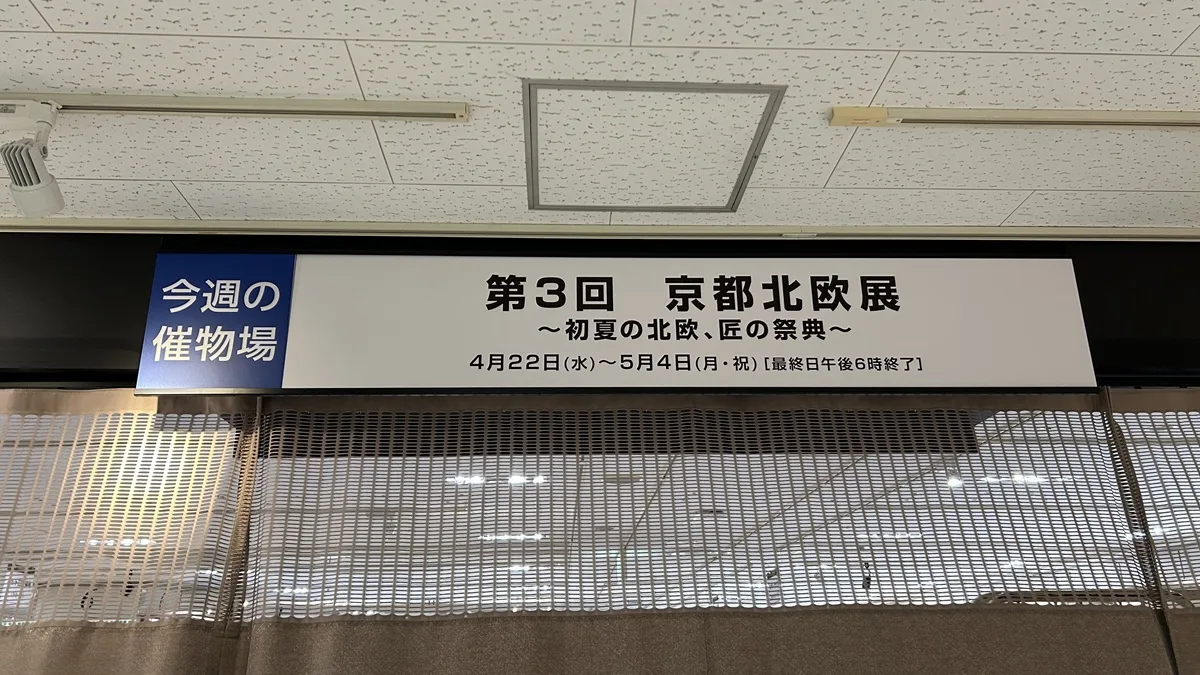 今週の
催物場
第3回　京都北欧展
〜初夏の北欧、匠の祭典〜
4月22日(水)〜5月4日(月・祝)[最終日午後6時終了]